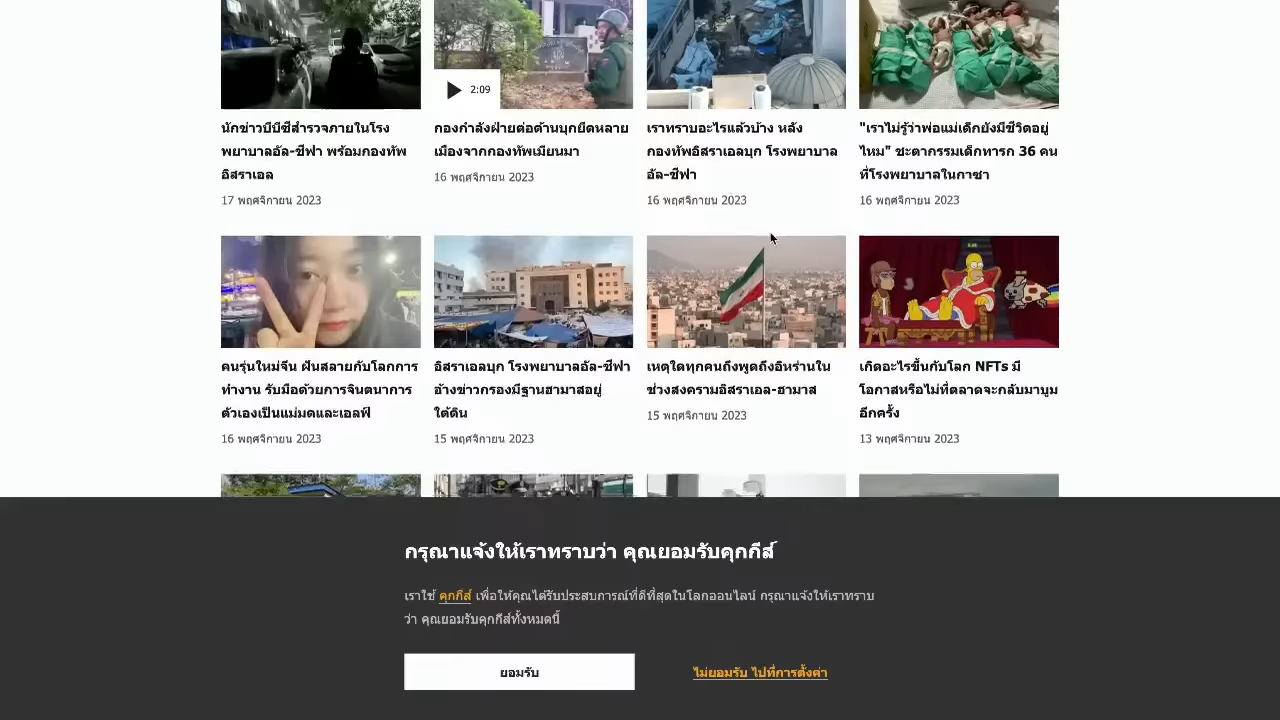 2:09
นักข่าวบีบีซีสำรวจภายในโรง
พยาบาลอัล-ชีฟา พร้อมกองทัพ
อิสราเอล
17 พฤศจิกายน 2023
กองกำลังฝ่ายต่อต้านบุกยึดหลาย
เมืองจากกองทัพเมียนมา
16 พฤศจิกายน 2023
เราทราบอะไรแล้วบ้าง หลัง
กองทัพอิสราเอลบุก โรงพยาบาล
อัล-ชีฟา
16 พฤศจิกายน 2023
"เราไม่รู้ว่าพ่อแม่เด็กยังมีชีวิตอยู่
ไหม" ชะตากรรมเด็กทารก 36 คน
ที่โรงพยาบาลในกาซา
16 พฤศจิกายน 2023
คนรุ่นใหม่จีน ฝันสลายกับโลกการ
ทำงาน รับมือด้วยการจินตนาการ
ตัวเองเป็นแม่มดและเอลฟ์
16 พฤศจิกายน 2023
อิสราเอลบุก โรงพยาบาลอัล-ชีฟา
อ้างข่าวกรองมีฐานฮามาสอยู่
ใต้ดิน
15 พฤศจิกายน 2023
เหตุใดทุกคนถึงพูดถึงอิหร่านใน
ช่วงสงครามอิสราเอล-ฮามาส
15 พฤศจิกายน 2023
เกิดอะไรขึ้นกับโลก NFTs มี
โอกาสหรือไม่ที่ตลาดจะกลับมาบูม
อีกครั้ง
13 พฤศจิกายน 2023
กรุณาแจ้งให้เราทราบว่า คุณยอมรับคุกกีส์
เราใช้ คุกกีส์ เพื่อให้คุณได้รับประสบการณ์ที่ดีที่สุดในโลกออนไลน์ กรุณาแจ้งให้เราทราบ
ว่า คุณยอมรับคุกกีส์ทั้งหมดนี้
ยอมรับ
ไม่ยอมรับ ไปที่การตั้งค่า